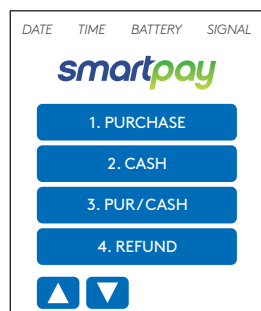 DATE TIME BATTERY SIGNAL
smartpay
1. PURCHASE
2. CASH
3. PUR/CASH
4. REFUND